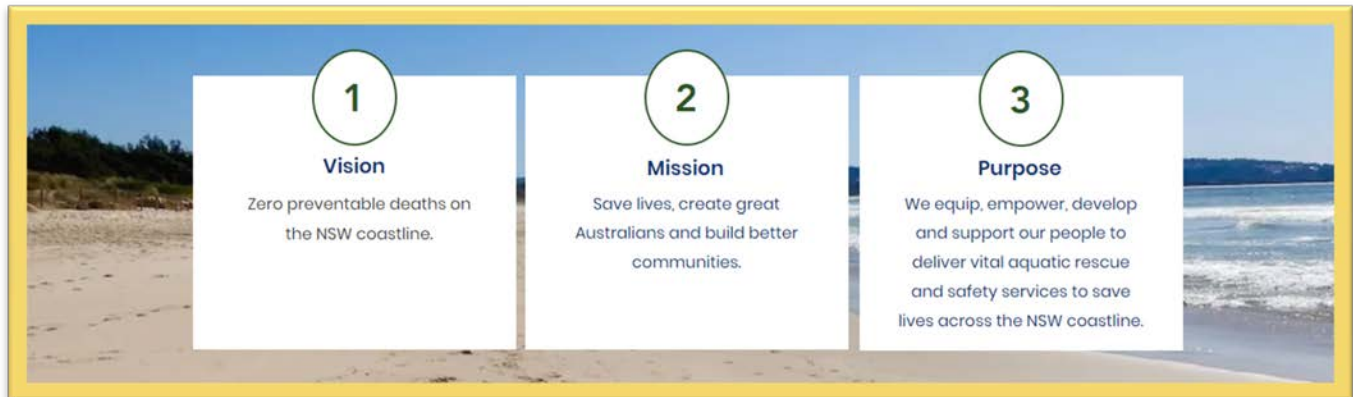 1
Vision
Zero preventable deaths on
the NSW coastline.
2
Mission
Save lives, create great
Australians and build better
communities.
3
Purpose
We equip, empower, develop
and support our people to
deliver vital aquatic rescue
and safety services to save
lives across the NSW coastline.